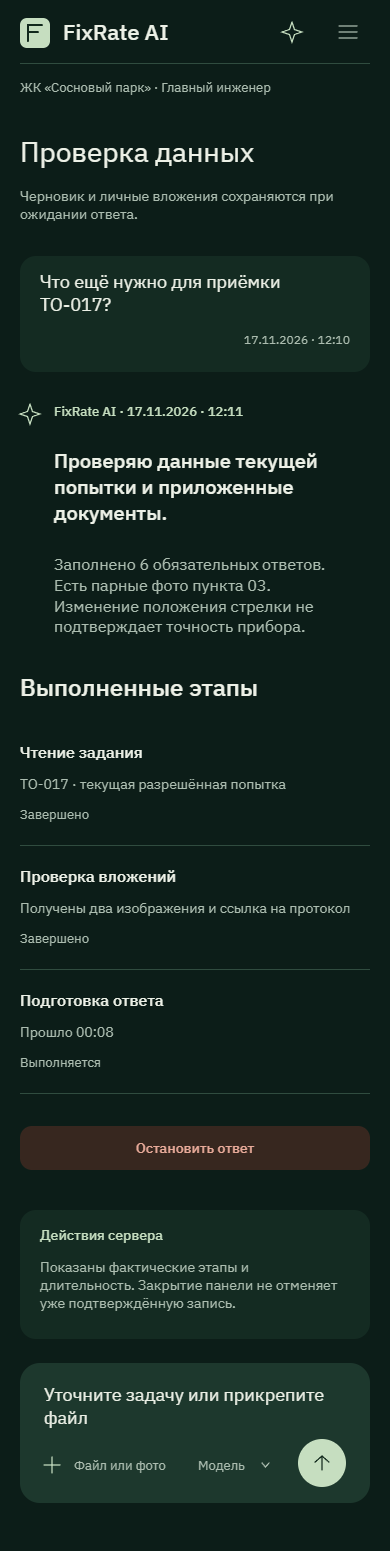 FixRate AI
ЖК «Сосновый парк» · Главный инженер
Проверка данных
Черновик и личные вложения сохраняются при
ожидании ответа.
Что ещё нужно для приёмки
ТО-017?
17.11.2026 · 12:10
FixRate AI · 17.11.2026 · 12:11
Проверяю данные текущей
попытки и приложенные
документы.
Заполнено 6 обязательных ответов.
Есть парные фото пункта 03.
Изменение положения стрелки не
подтверждает точность прибора.
Выполненные этапы
Чтение задания
ТО-017 · текущая разрешённая попытка
Завершено
Проверка вложений
Получены два изображения и ссылка на протокол
Завершено
Подготовка ответа
Прошло 00:08
Выполняется
Остановить ответ
Действия сервера
Показаны фактические этапы и
длительность. Закрытие панели не отменяет
уже подтверждённую запись.
Уточните задачу или прикрепите
файл
Файл или фото Модель